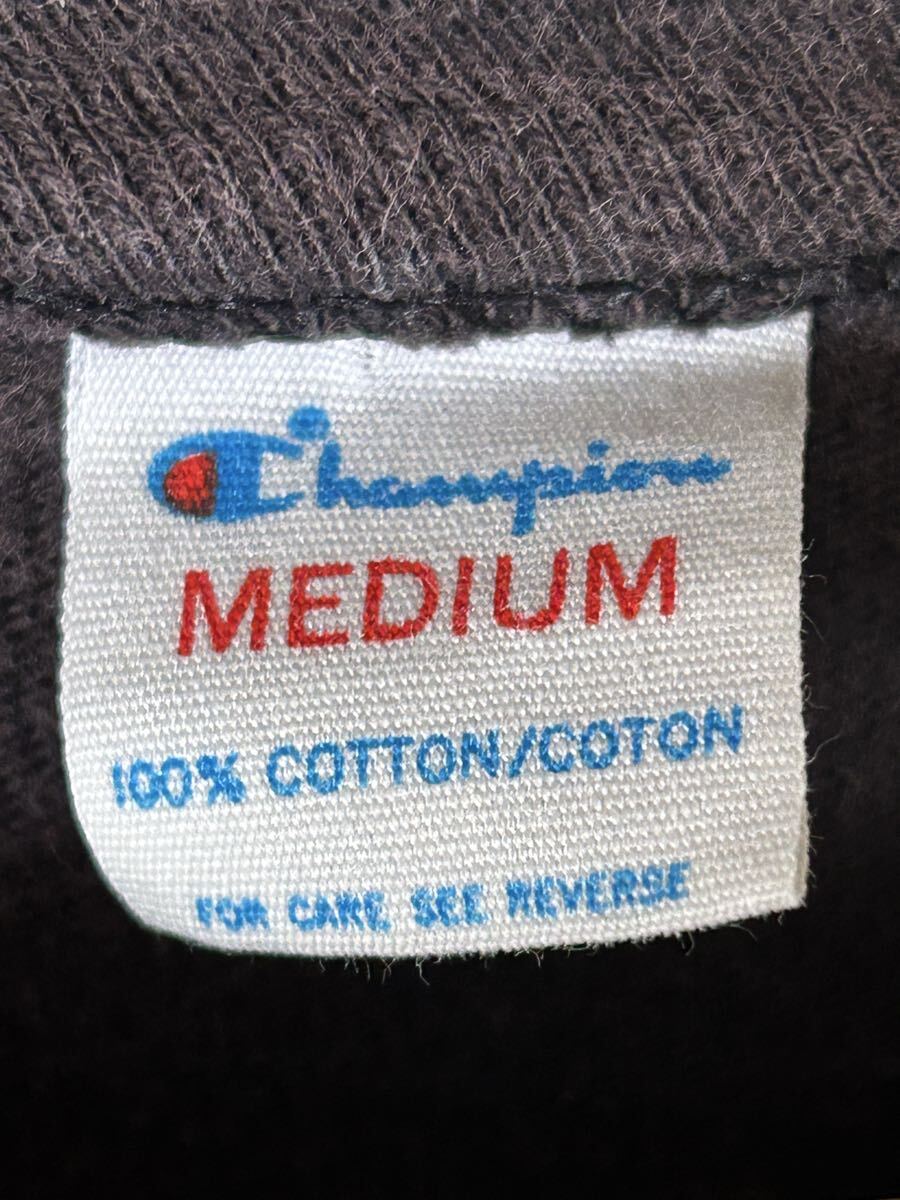 Champion
MEDIUM
100% COTTON/COTON
FOR CARE SEE REVERSE